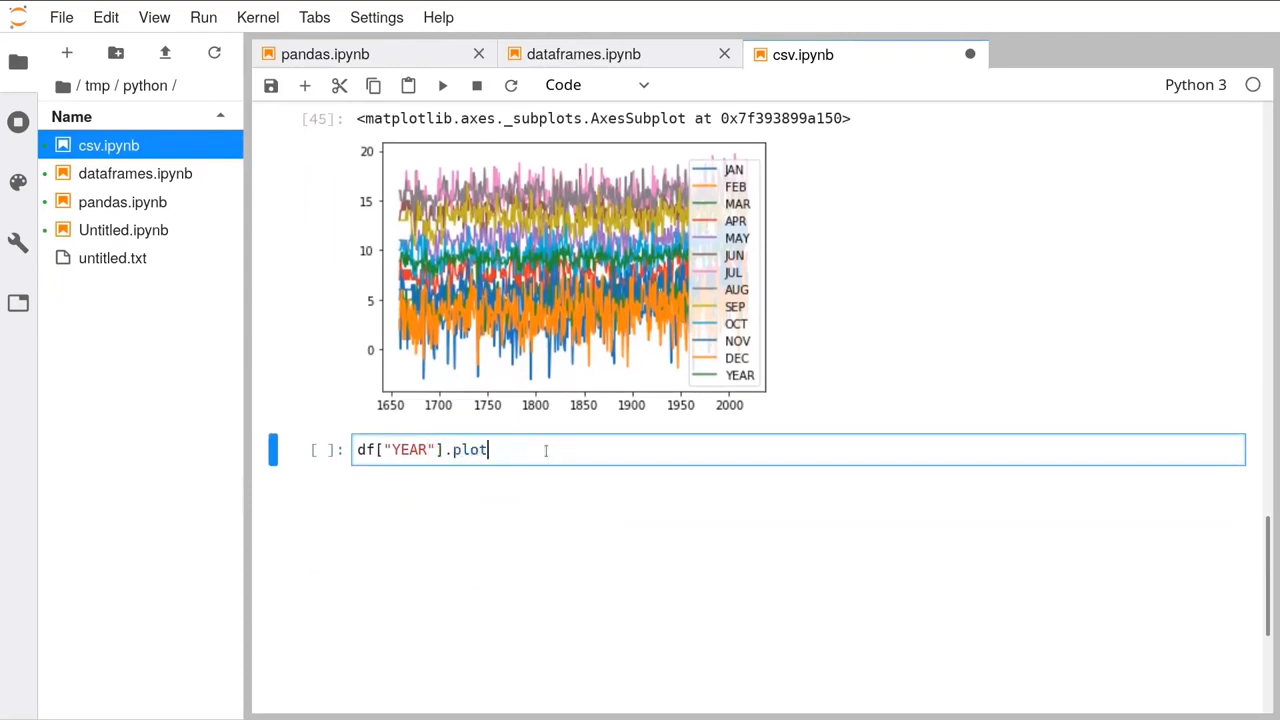 File Edit View Run Kernel Tabs Settings Help
pandas.ipynb
dataframes.ipynb
csv.ipynb
/ tmp / python /
Code
Python 3
Name
csv.ipynb
dataframes.ipynb
pandas.ipynb
Untitled.ipynb
untitled.txt
[45]: <matplotlib.axes._subplots.AxesSubplot at 0x7f393899a150>
20
15
10
5
0
JAN
FEB
MAR
APR
MAY
JUN
JUL
AUG
SEP
OCT
NOV
DEC
YEAR
1650 1700 1750 1800 1850 1900 1950 2000
[ ]: df["YEAR"].plot